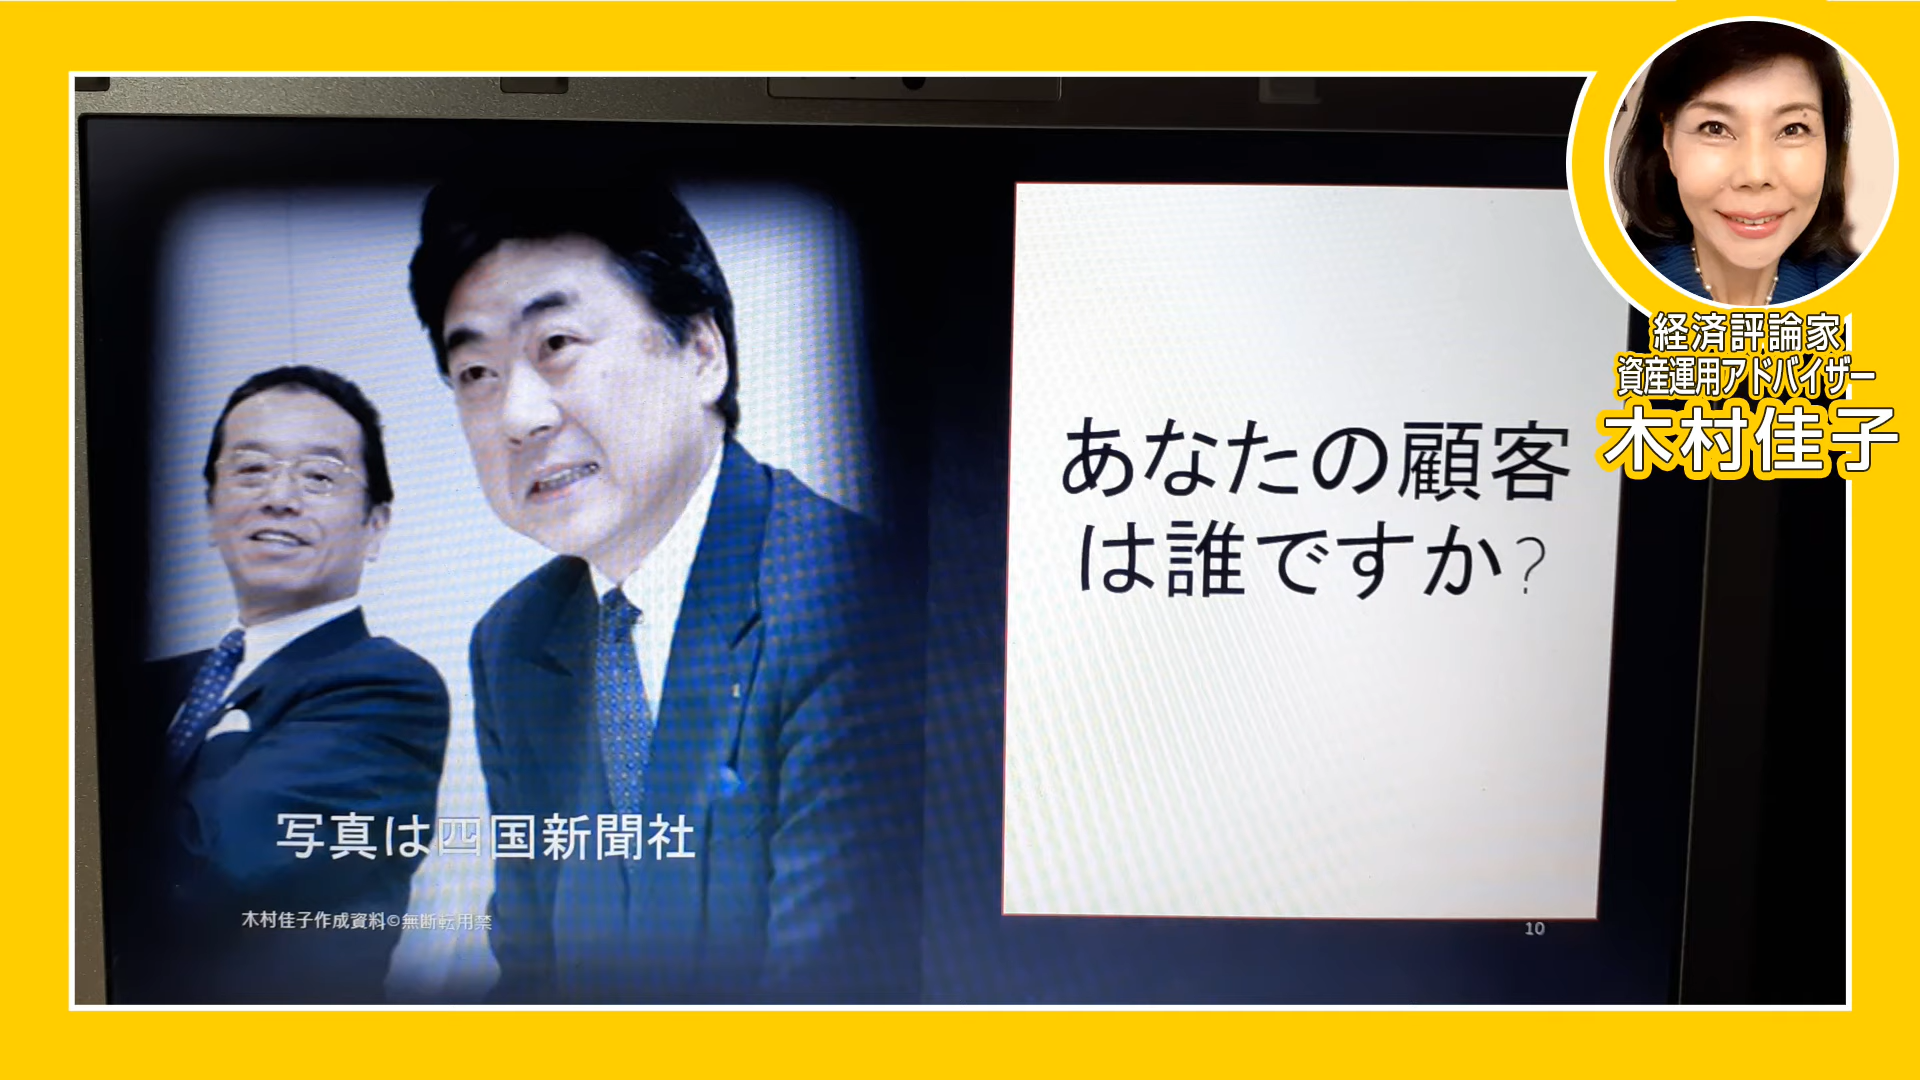 あなたの顧客
は誰ですか?
写真は四国新聞社
木村佳子作成資料©無断転用禁
10
経済評論家
資産運用アドバイザー
木村佳子